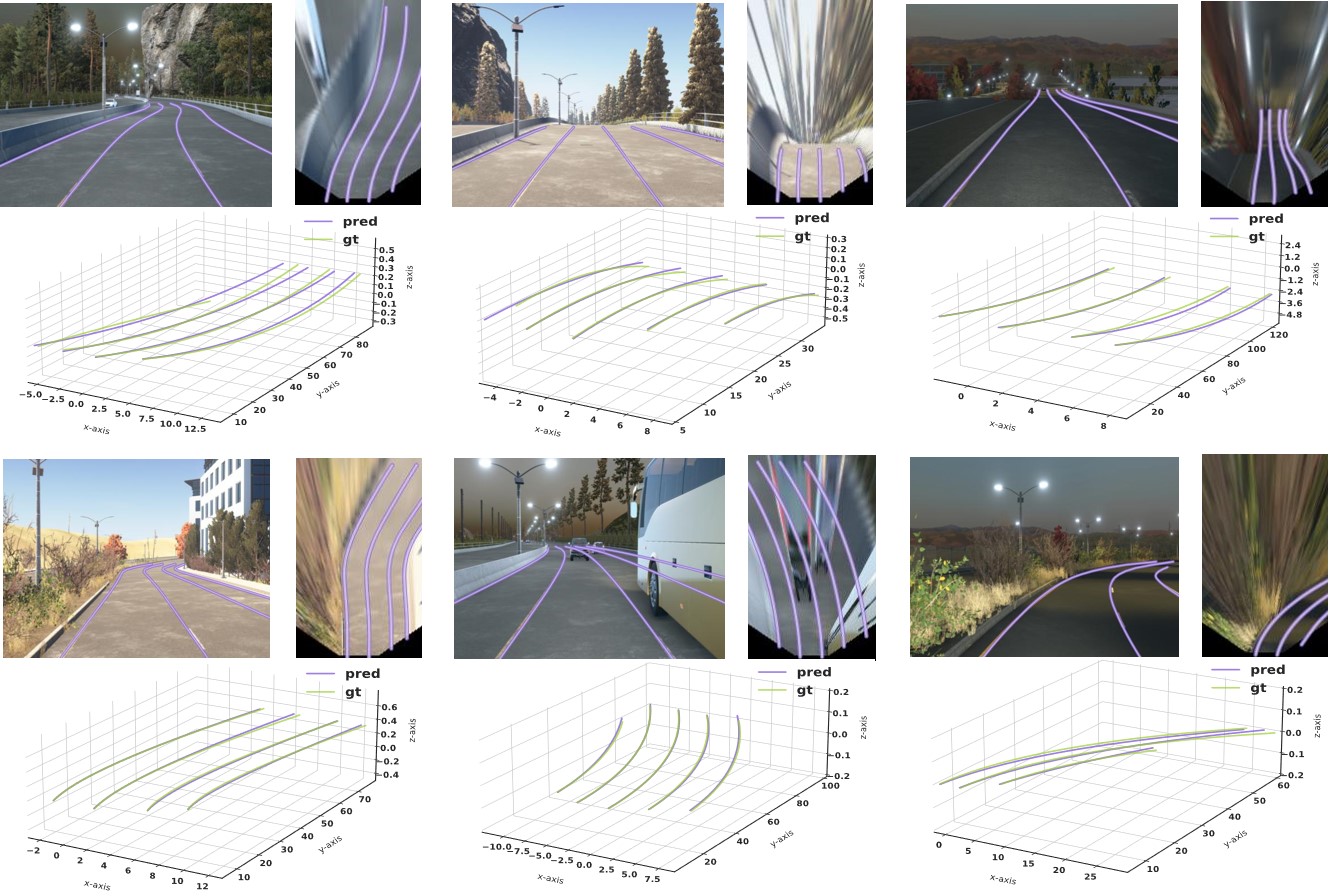 pred
gt
0.5
0.4
0.3
0.2
0.1
0.0
−0.1
−0.2
−0.3
z-axis
80
70
60
50
40
30
20
10
y-axis
−5.0 −2.5 0.0 2.5 5.0 7.5 10.0 12.5
x-axis
pred
gt
0.3
0.2
0.1
0.0
−0.1
−0.2
−0.3
−0.4
−0.5
z-axis
30
25
20
15
10
5
y-axis
−4 −2 0 2 4 6 8
x-axis
pred
gt
2.4
1.2
0.0
−1.2
−2.4
−3.6
−4.8
z-axis
120
100
80
60
40
20
y-axis
0 2 4 6 8
x-axis
pred
gt
0.6
0.4
0.2
0.0
−0.2
−0.4
z-axis
70
60
50
40
30
20
10
y-axis
−2 0 2 4 6 8 10 12
x-axis
pred
gt
0.2
0.1
0.0
−0.1
−0.2
z-axis
100
80
60
40
20
y-axis
−10.0 −7.5 −5.0 −2.5 0.0 2.5 5.0 7.5
x-axis
pred
gt
0.2
0.1
0.0
−0.1
−0.2
z-axis
60
50
40
30
20
10
y-axis
0 5 10 15 20 25
x-axis